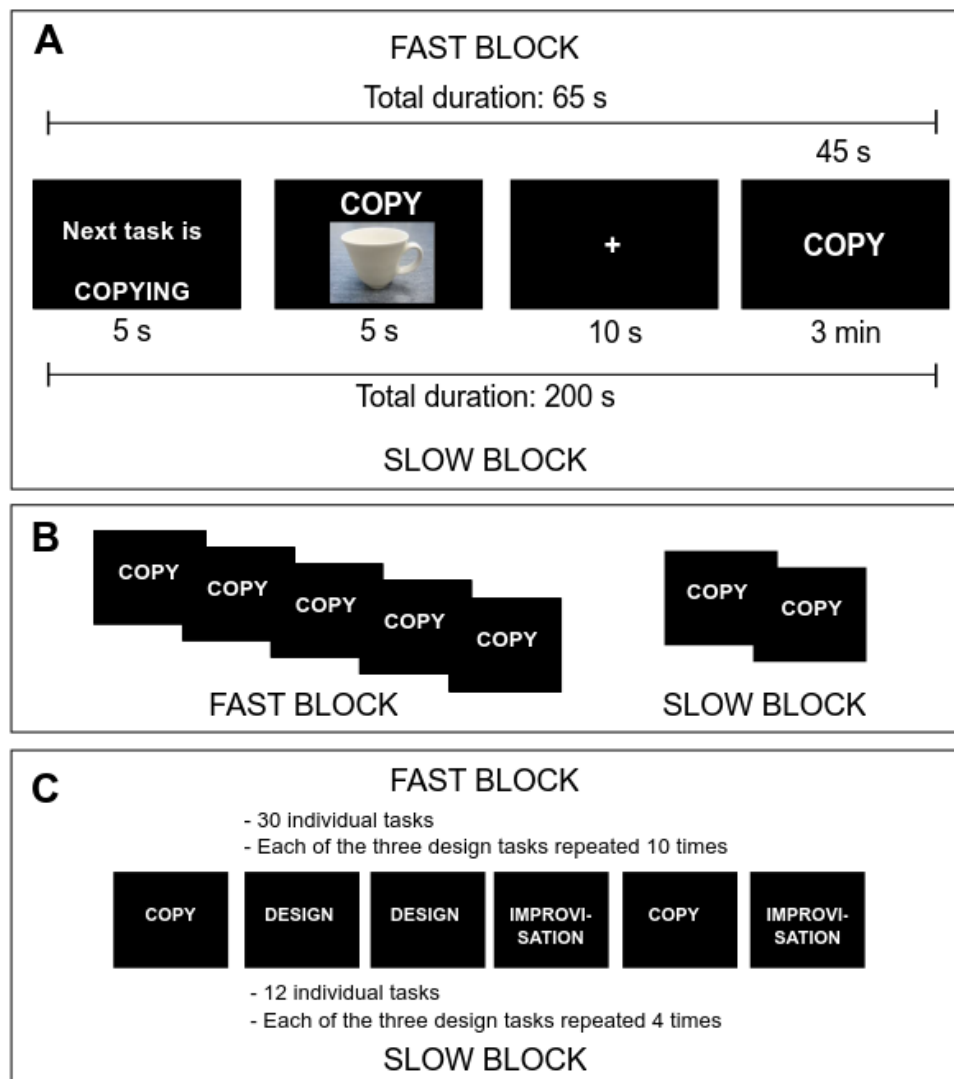 A
FAST BLOCK
Total duration: 65 s
45 s
Next task is
COPYING
COPY
+
COPY
5 s
5 s
10 s
3 min
Total duration: 200 s
SLOW BLOCK
B
COPY
COPY
COPY
COPY
COPY
FAST BLOCK
COPY
COPY
SLOW BLOCK
C
FAST BLOCK
- 30 individual tasks
- Each of the three design tasks repeated 10 times
COPY
DESIGN
DESIGN
IMPROVI-
SATION
COPY
IMPROVI-
SATION
- 12 individual tasks
- Each of the three design tasks repeated 4 times
SLOW BLOCK